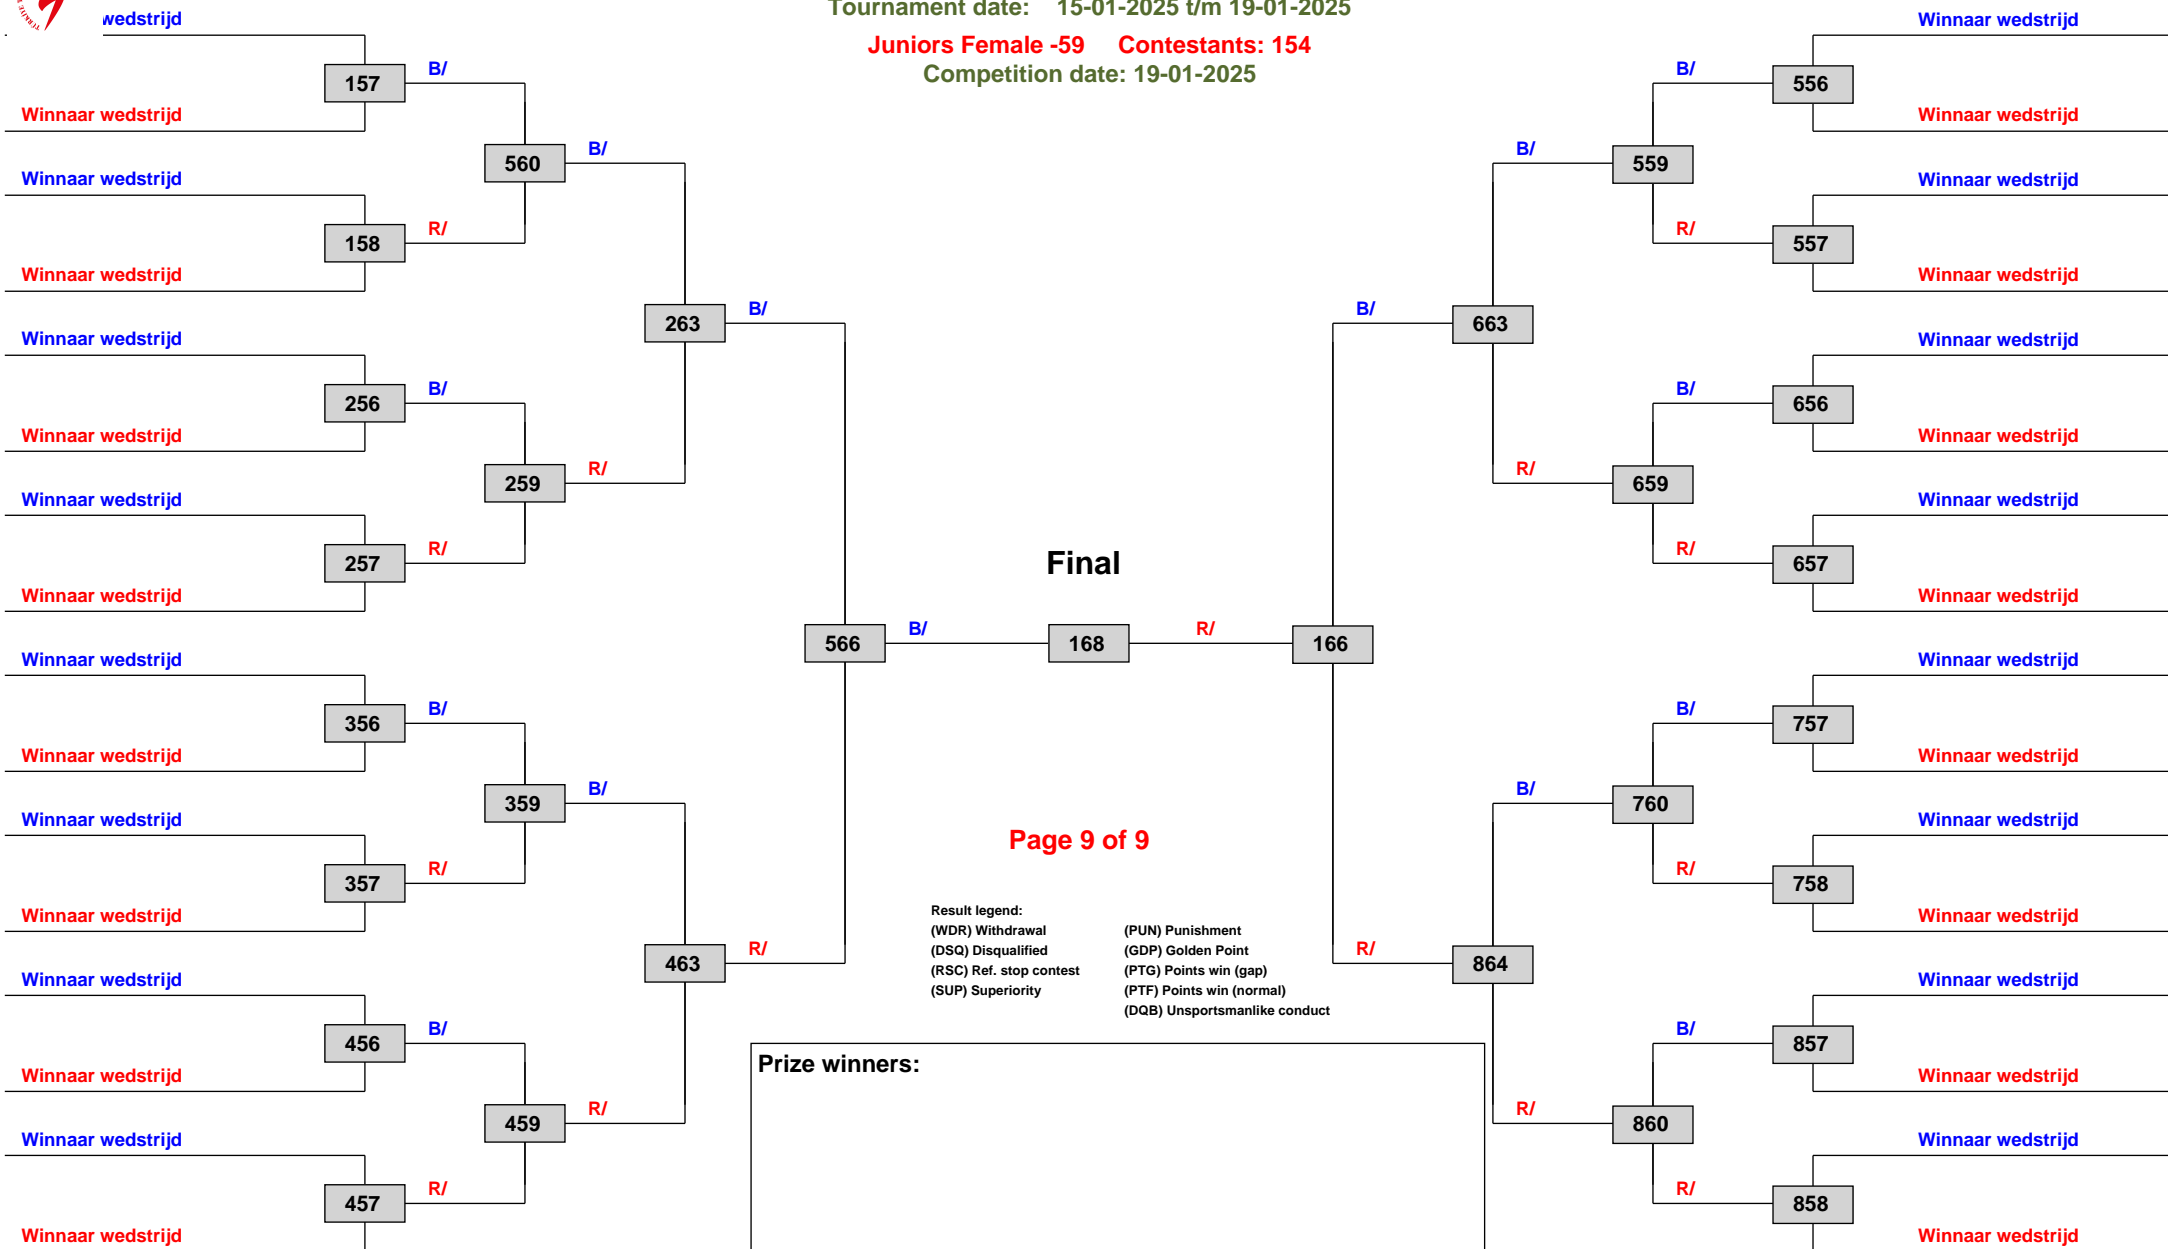 Tournament date: 15-01-2025 t/m 19-01-2025
Juniors Female -59 Contestants: 154
Competition date: 19-01-2025
wedstrijd
157
B/
Winnaar wedstrijd
560
B/
Winnaar wedstrijd
158
R/
Winnaar wedstrijd
263
B/
Winnaar wedstrijd
256
B/
Winnaar wedstrijd
259
R/
Winnaar wedstrijd
257
R/
Winnaar wedstrijd
566
B/
Winnaar wedstrijd
356
B/
Winnaar wedstrijd
359
B/
Winnaar wedstrijd
357
R/
Winnaar wedstrijd
463
R/
Winnaar wedstrijd
456
B/
Winnaar wedstrijd
459
R/
Winnaar wedstrijd
457
R/
Winnaar wedstrijd
Final
168
R/
166
Page 9 of 9
Result legend:
(WDR) Withdrawal
(DSQ) Disqualified
(RSC) Ref. stop contest
(SUP) Superiority
(PUN) Punishment
(GDP) Golden Point
(PTG) Points win (gap)
(PTF) Points win (normal)
(DQB) Unsportsmanlike conduct
Prize winners:
Winnaar wedstrijd
B/
556
Winnaar wedstrijd
B/
559
Winnaar wedstrijd
R/
557
Winnaar wedstrijd
B/
663
Winnaar wedstrijd
B/
656
Winnaar wedstrijd
R/
659
Winnaar wedstrijd
R/
657
Winnaar wedstrijd
Winnaar wedstrijd
B/
757
Winnaar wedstrijd
B/
760
Winnaar wedstrijd
R/
758
Winnaar wedstrijd
R/
864
Winnaar wedstrijd
B/
857
Winnaar wedstrijd
R/
860
Winnaar wedstrijd
R/
858
Winnaar wedstrijd